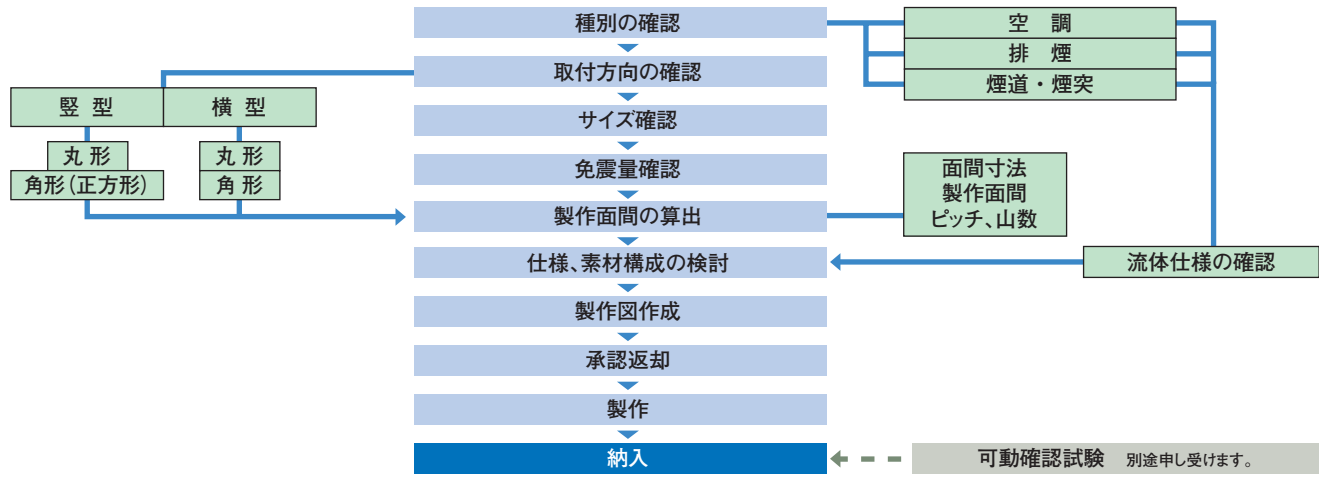 種別の確認
取付方向の確認
サイズ確認
免震量確認
製作面間の算出
仕様、素材構成の検討
製作図作成
承認返却
製作
納入
竪 型
横 型
丸 形
角形(正方形)
丸 形
角 形
空 調
排 煙
煙道・煙突
面間寸法
製作面間
ピッチ、山数
流体仕様の確認
可動確認試験 別途申し受けます。